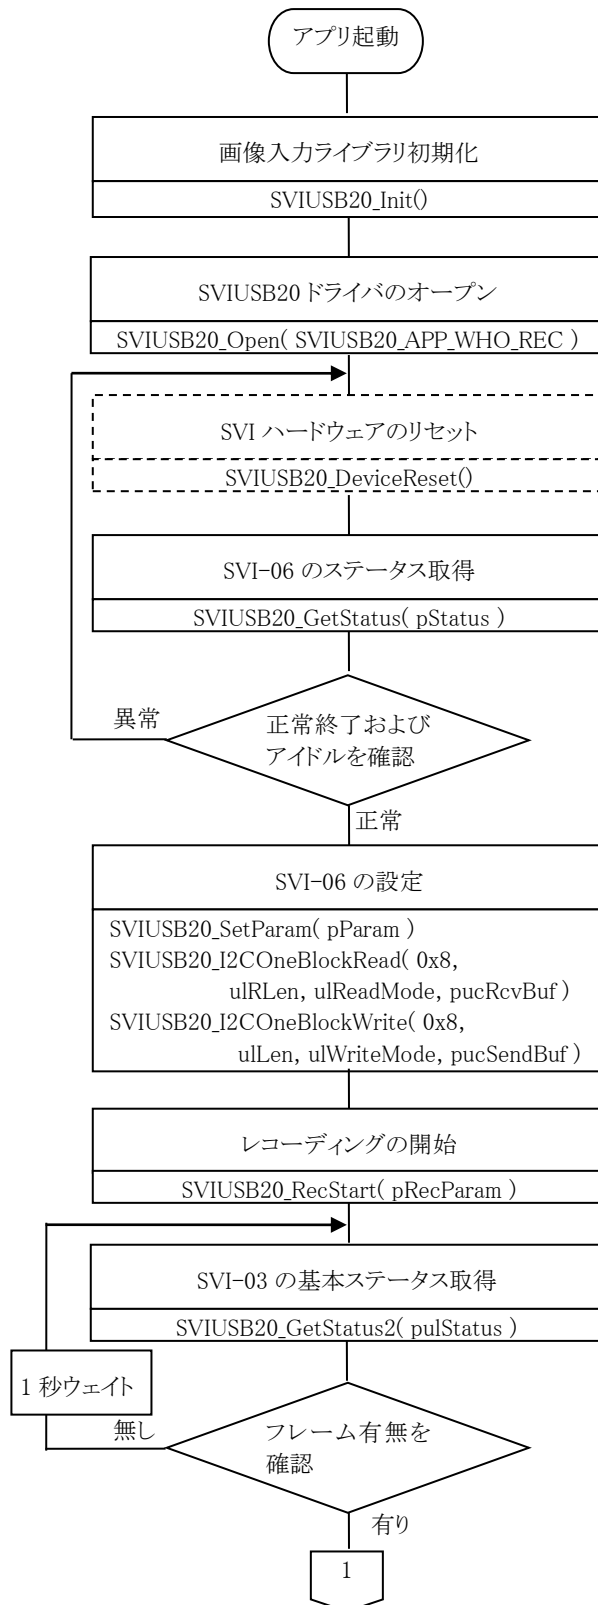 アプリ起動
画像入力ライブラリ初期化
SVIUSB20_Init()
SVIUSB20 ドライバのオープン
SVIUSB20_Open( SVIUSB20_APP_WHO_REC )
SVI ハードウェアのリセット
SVIUSB20_DeviceReset()
SVI-06 のステータス取得
SVIUSB20_GetStatus( pStatus )
異常
正常終了および
アイドルを確認
正常
SVI-06 の設定
SVIUSB20_SetParam( pParam )
SVIUSB20_I2COneBlockRead( 0x8,
ulRLen, ulReadMode, pucRcvBuf )
SVIUSB20_I2COneBlockWrite( 0x8,
ulLen, ulWriteMode, pucSendBuf )
レコーディングの開始
SVIUSB20_RecStart( pRecParam )
SVI-03 の基本ステータス取得
SVIUSB20_GetStatus2( pulStatus )
1 秒ウェイト
無し
フレーム有無を
確認
有り
1